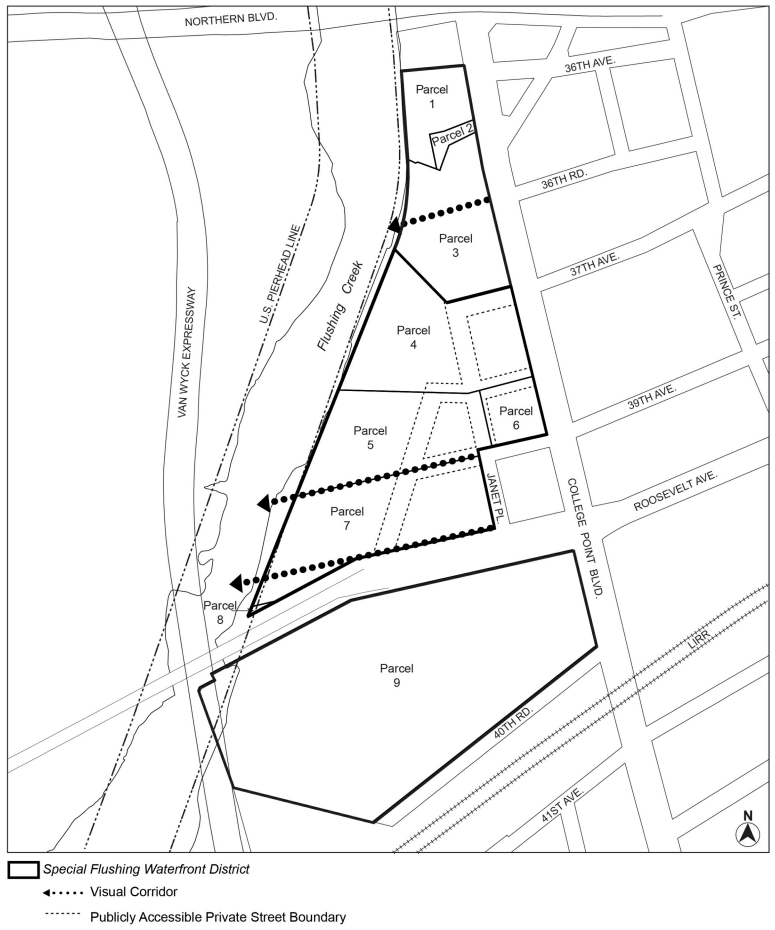 NORTHERN BLVD.
36TH AVE.
Parcel
1
Parcel 2
36TH RD.
U.S. PIERHEAD LINE
Parcel
3
37TH AVE.
PRINCE ST.
Flushing Creek
VAN WYCK EXPRESSWAY
Parcel
4
39TH AVE.
Parcel
6
Parcel
5
JANET PL.
COLLEGE POINT BLVD.
ROOSEVELT AVE.
Parcel
7
Parcel
8
LIRR
Parcel
9
40TH RD.
41ST AVE.
N
Special Flushing Waterfront District
Visual Corridor
Publicly Accessible Private Street Boundary